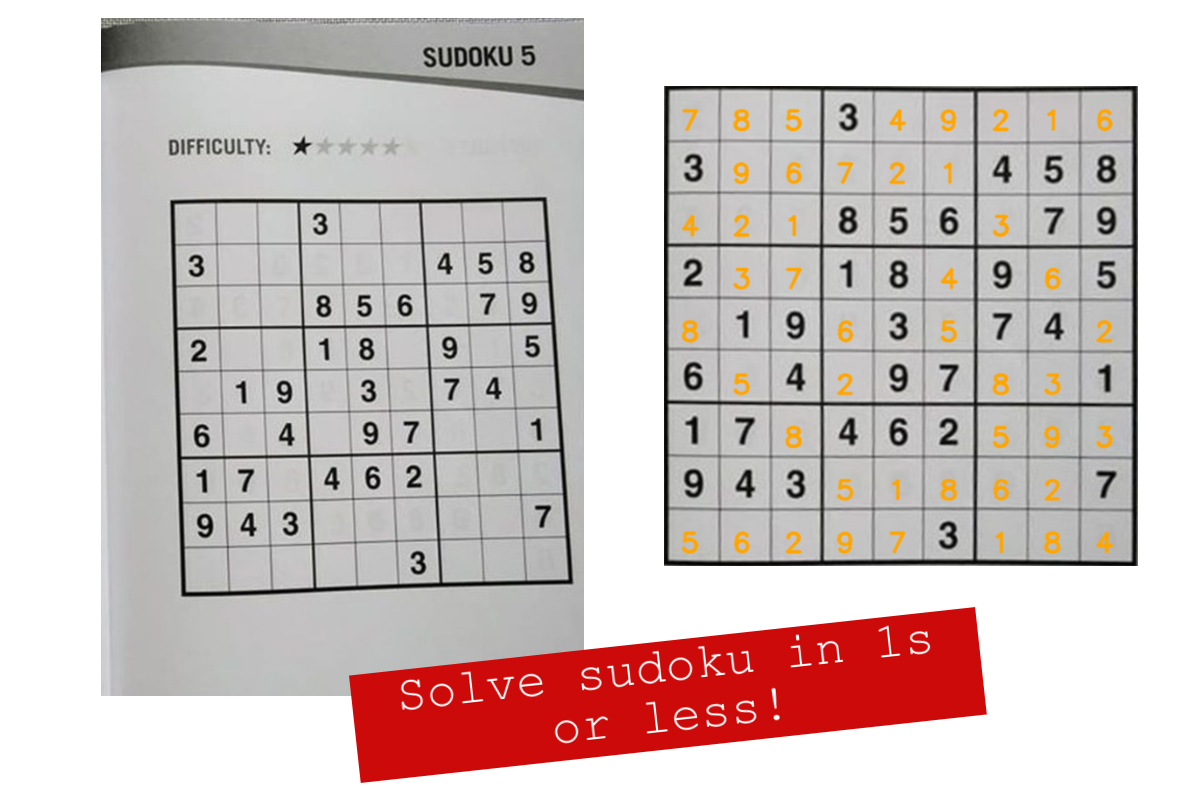 SUDOKU 5
DIFFICULTY:
3
3 4 5 8
8 5 6 7 9
2 1 8 9 5
1 9 3 7 4
6 4 9 7 1
1 7 4 6 2
9 4 3 7
3
7 8 5 3 4 9 2 1 6
3 9 6 7 2 1 4 5 8
4 2 1 8 5 6 3 7 9
2 3 7 1 8 4 9 6 5
8 1 9 6 3 5 7 4 2
6 5 4 2 9 7 8 3 1
1 7 8 4 6 2 5 9 3
9 4 3 5 1 8 6 2 7
5 6 2 9 7 3 1 8 4
Solve sudoku in 1s
or less!